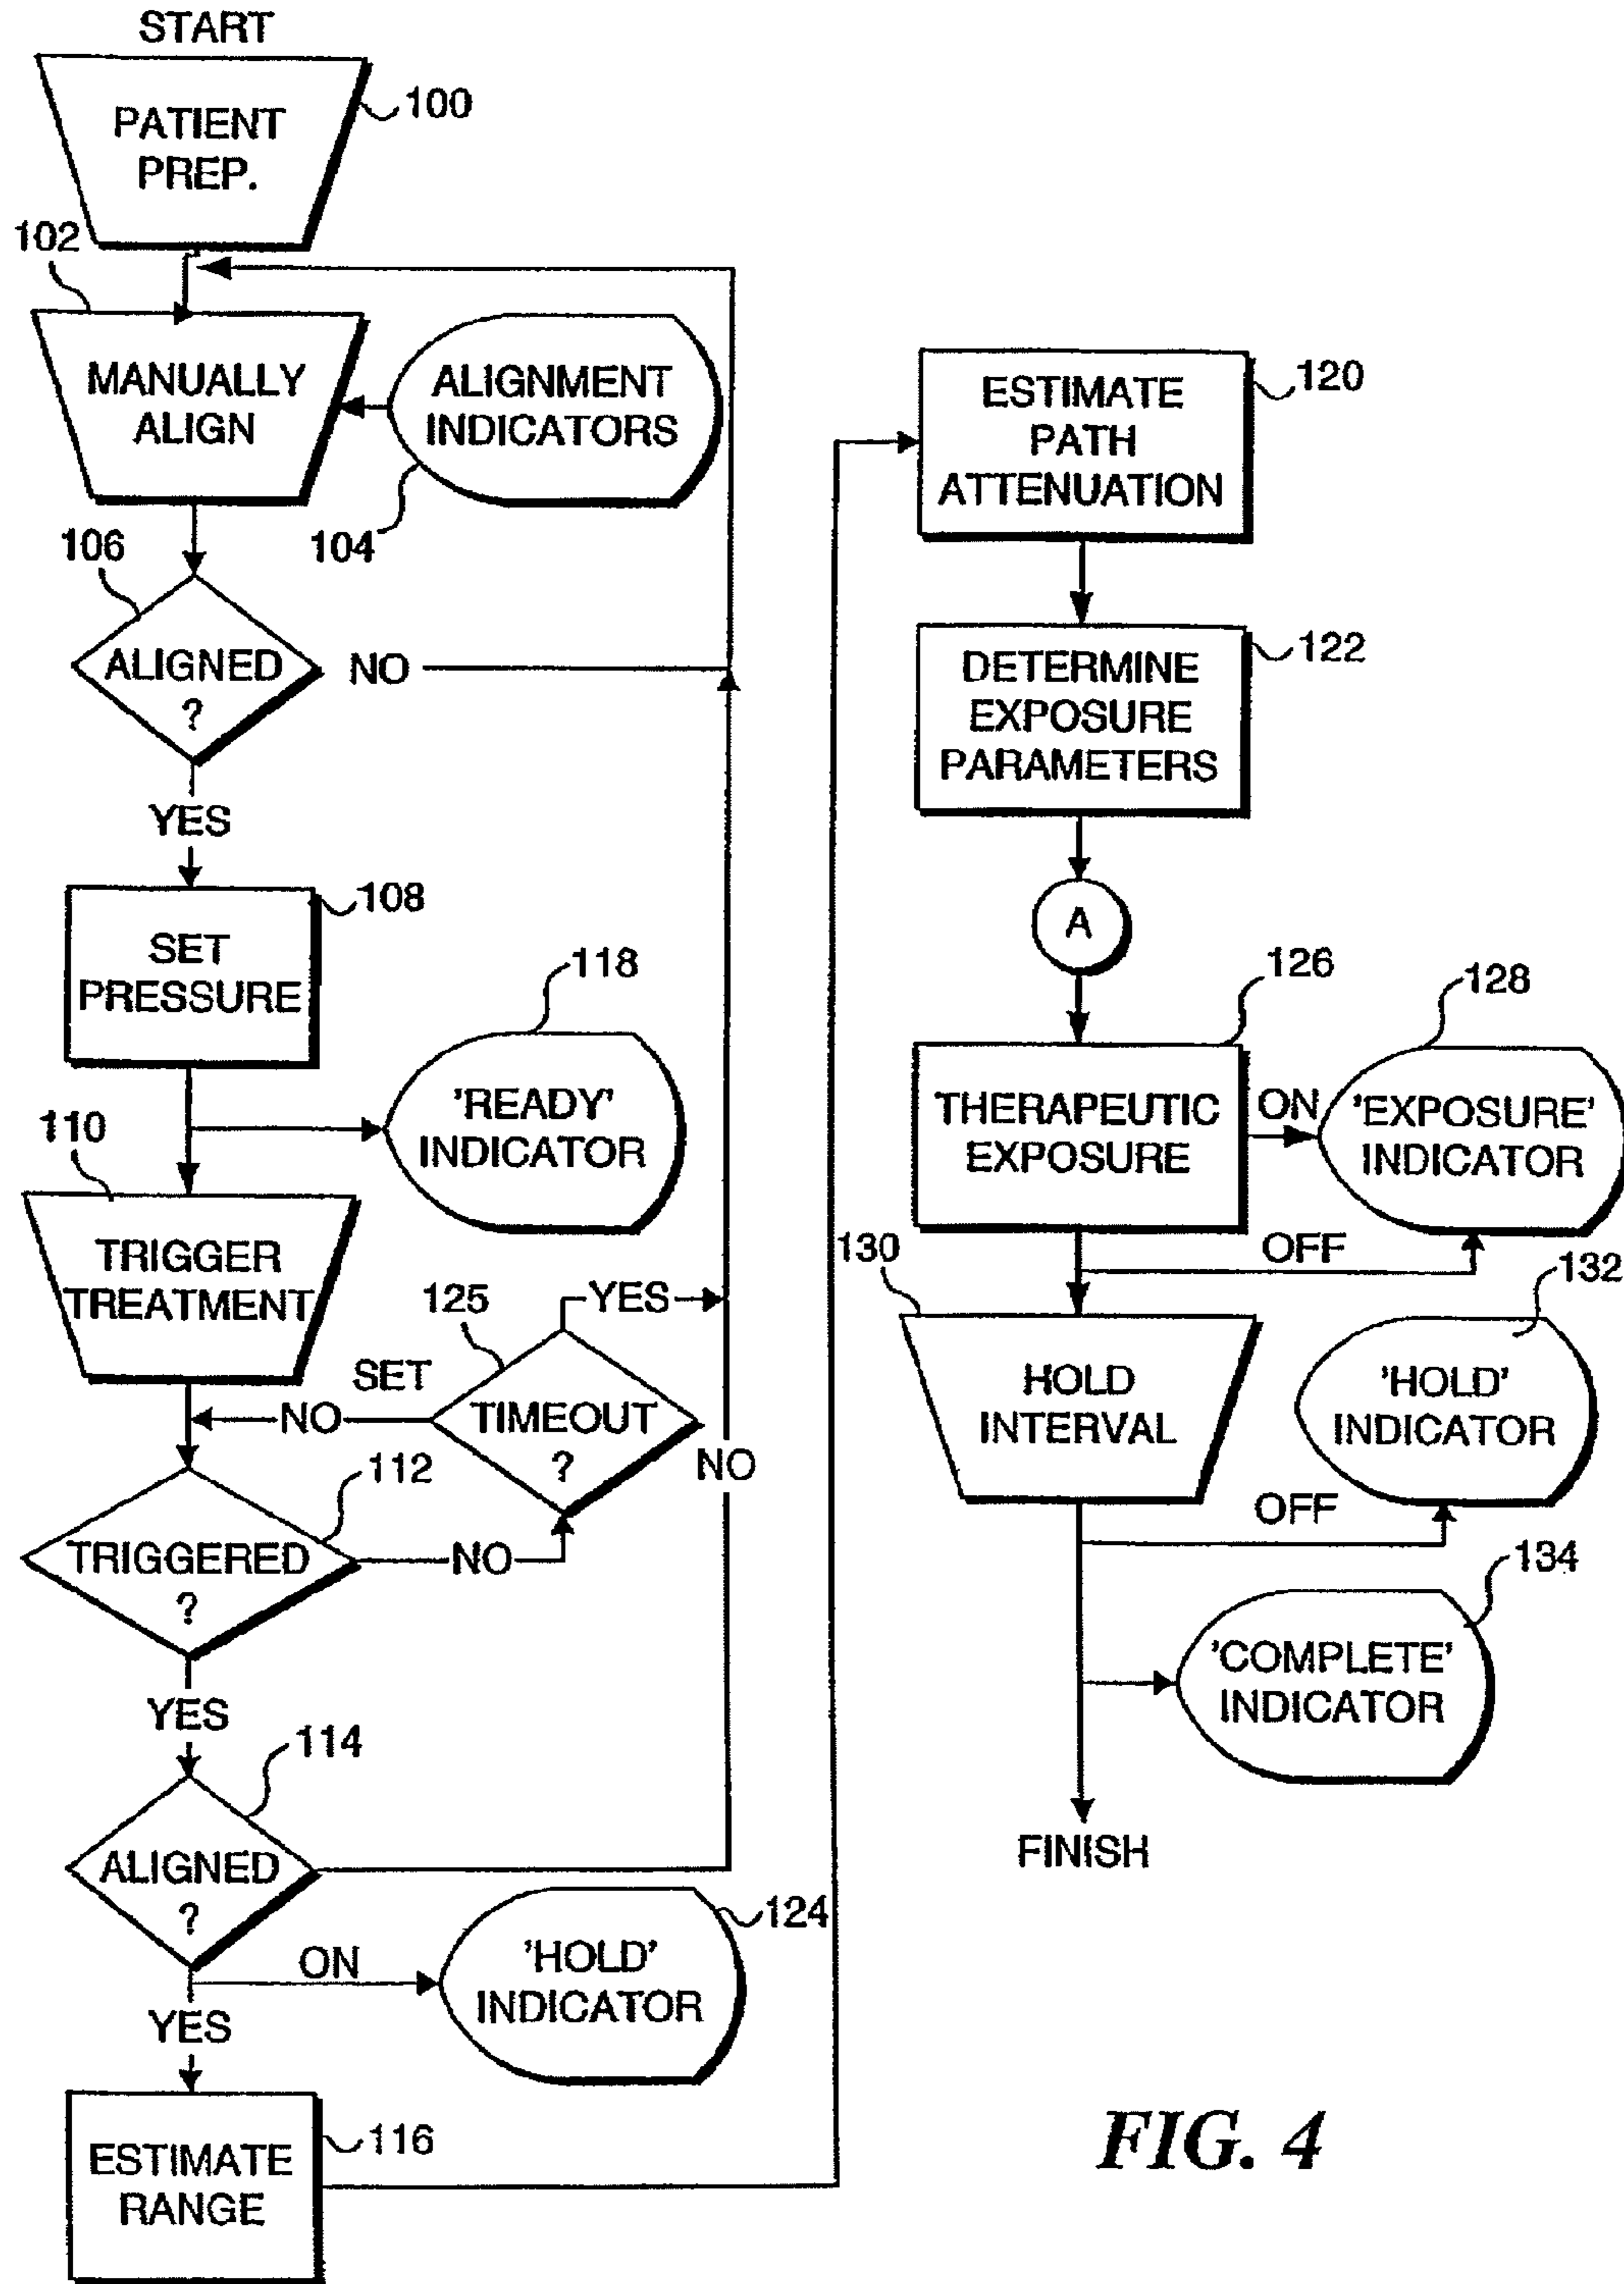 START
PATIENT
PREP.
100
102
MANUALLY
ALIGN
ALIGNMENT
INDICATORS
104
106
ALIGNED
?
NO
YES
108
SET
PRESSURE
118
'READY'
INDICATOR
110
TRIGGER
TREATMENT
125
YES
SET
NO
TIMEOUT
?
NO
112
TRIGGERED
?
NO
YES
114
ALIGNED
?
124
ON
'HOLD'
INDICATOR
YES
116
ESTIMATE
RANGE
120
ESTIMATE
PATH
ATTENUATION
122
DETERMINE
EXPOSURE
PARAMETERS
A
126
128
THERAPEUTIC
EXPOSURE
ON
'EXPOSURE'
INDICATOR
OFF
130
132
HOLD
INTERVAL
'HOLD'
INDICATOR
OFF
134
'COMPLETE'
INDICATOR
FINISH
FIG. 4